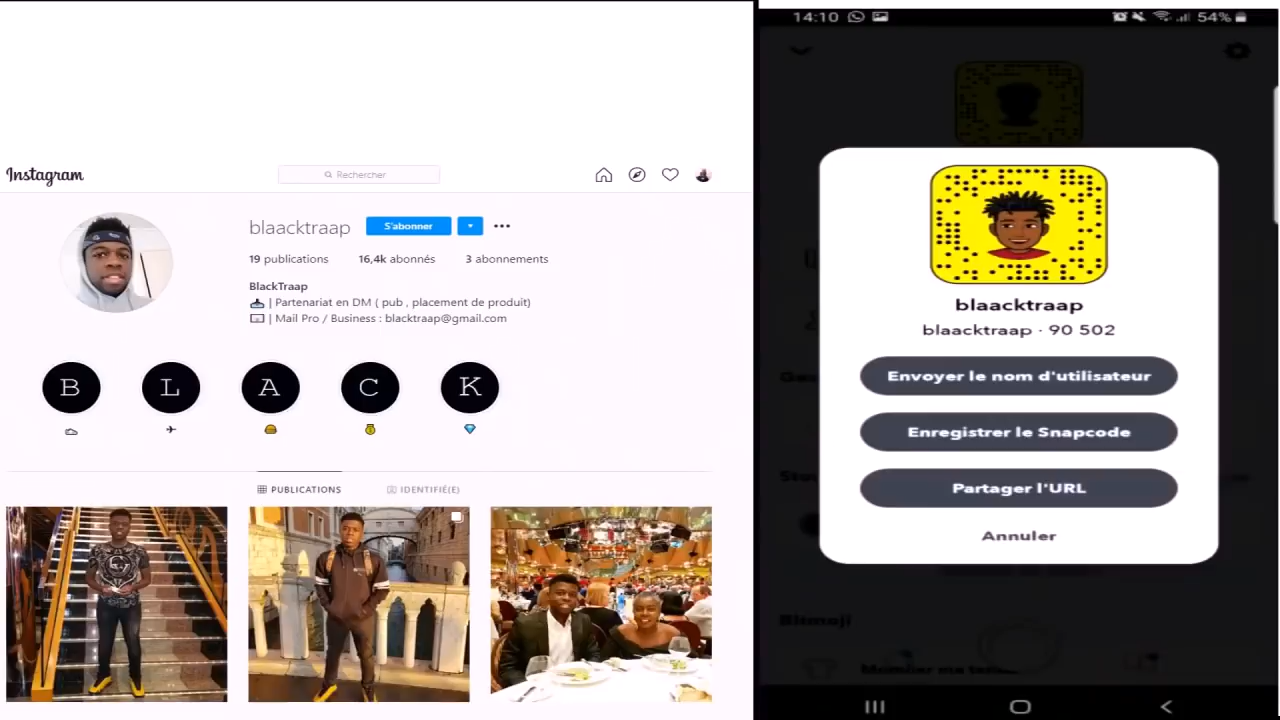 Instagram
Rechercher
blaacktraap
S'abonner
19 publications 16,4k abonnés 3 abonnements
BlackTraap
| Partenariat en DM ( pub , placement de produit)
| Mail Pro / Business : blacktraap@gmail.com
B L A C K
PUBLICATIONS IDENTIFIÉ(E)
14:10 54%
blaacktraap
blaacktraap · 90 502
Envoyer le nom d'utilisateur
Enregistrer le Snapcode
Partager l'URL
Annuler
Bitmoji